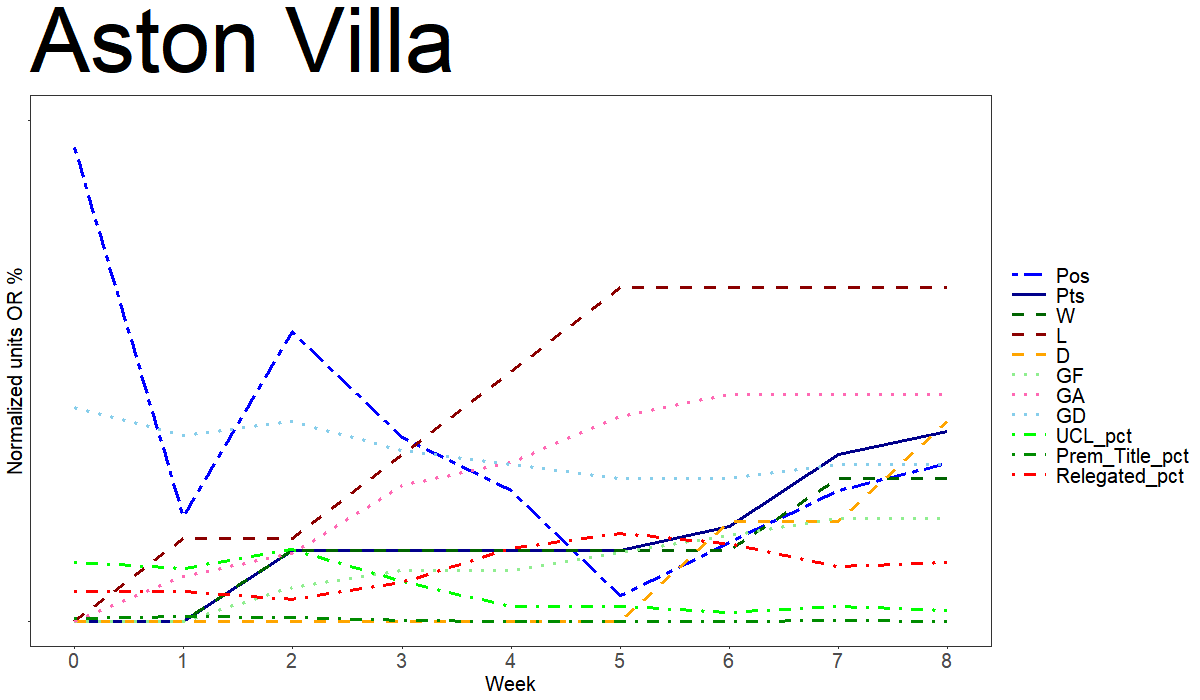 Aston Villa
Normalized units OR %
Pos
Pts
W
L
D
GF
GA
GD
UCL_pct
Prem_Title_pct
Relegated_pct
0 1 2 3 4 5 6 7 8
Week